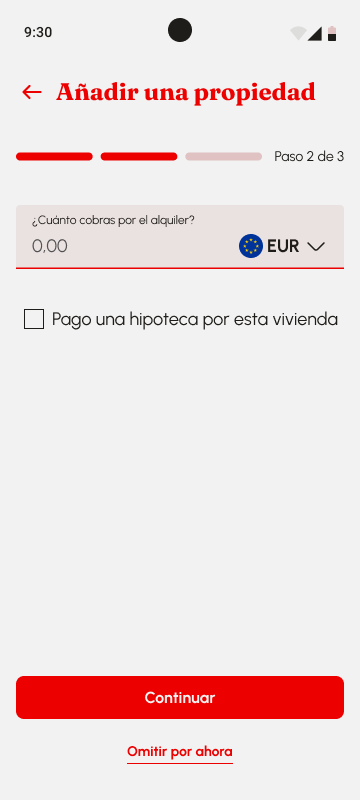 9:30
Añadir una propiedad
Paso 2 de 3
¿Cuánto cobras por el alquiler?
0,00
EUR
Pago una hipoteca por esta vivienda
Continuar
Omitir por ahora